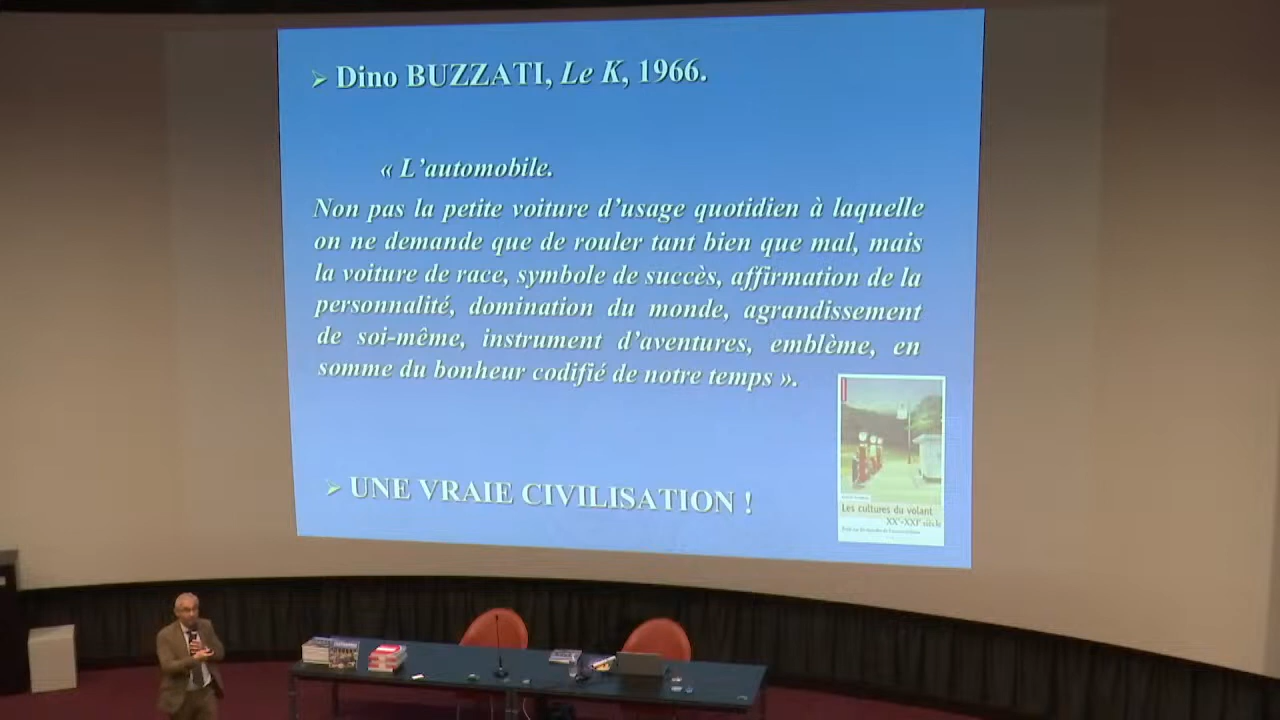 Dino BUZZATI, Le K, 1966.
« L'automobile.
Non pas la petite voiture d'usage quotidien à laquelle
on ne demande que de rouler tant bien que mal, mais
la voiture de race, symbole de succès, affirmation de la
personnalité, domination du monde, agrandissement
de soi-même, instrument d'aventures, emblème, en
somme du bonheur codifié de notre temps ».
UNE VRAIE CIVILISATION !
Les cultures du volant
XXe-XXIe siècle